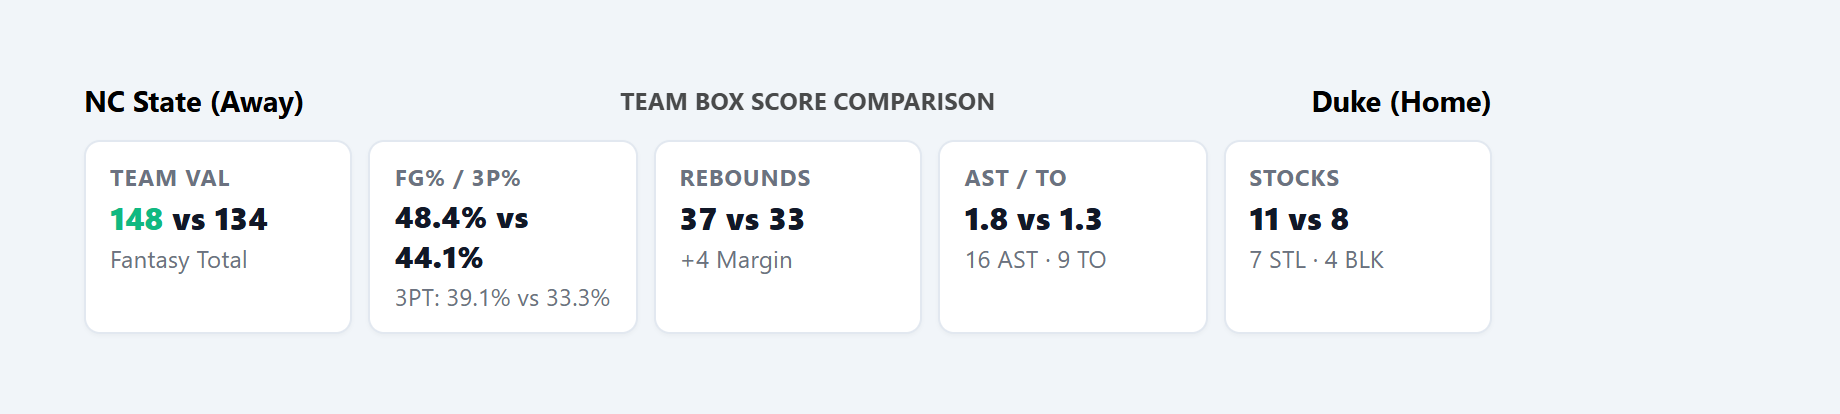 NC State (Away)
TEAM BOX SCORE COMPARISON
Duke (Home)
TEAM VAL
148 vs 134
Fantasy Total
FG% / 3P%
48.4% vs
44.1%
3PT: 39.1% vs 33.3%
REBOUNDS
37 vs 33
+4 Margin
AST / TO
1.8 vs 1.3
16 AST · 9 TO
STOCKS
11 vs 8
7 STL · 4 BLK